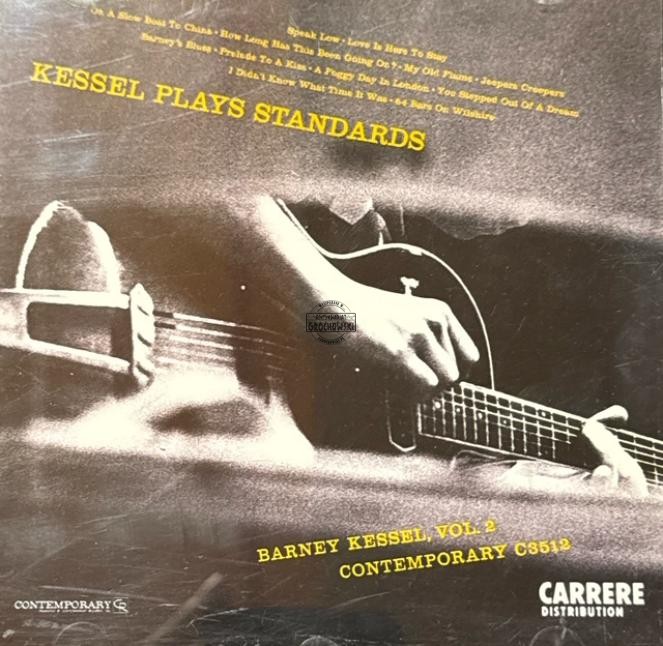 On A Slow Boat To China • Speak Low • Love Is Here To Stay
How Long Has This Been Going On? • My Old Flame • Jeepers Creepers
Barney's Blues • Prelude To A Kiss • A Foggy Day In London • You Stepped Out Of A Dream
I Didn't Know What Time It Was • 64 Bars On Wilshire
KESSEL PLAYS STANDARDS
GROCHOWSKI
BARNEY KESSEL, VOL. 2
CONTEMPORARY C3512
CONTEMPORARY CR
CARRERE
DISTRIBUTION